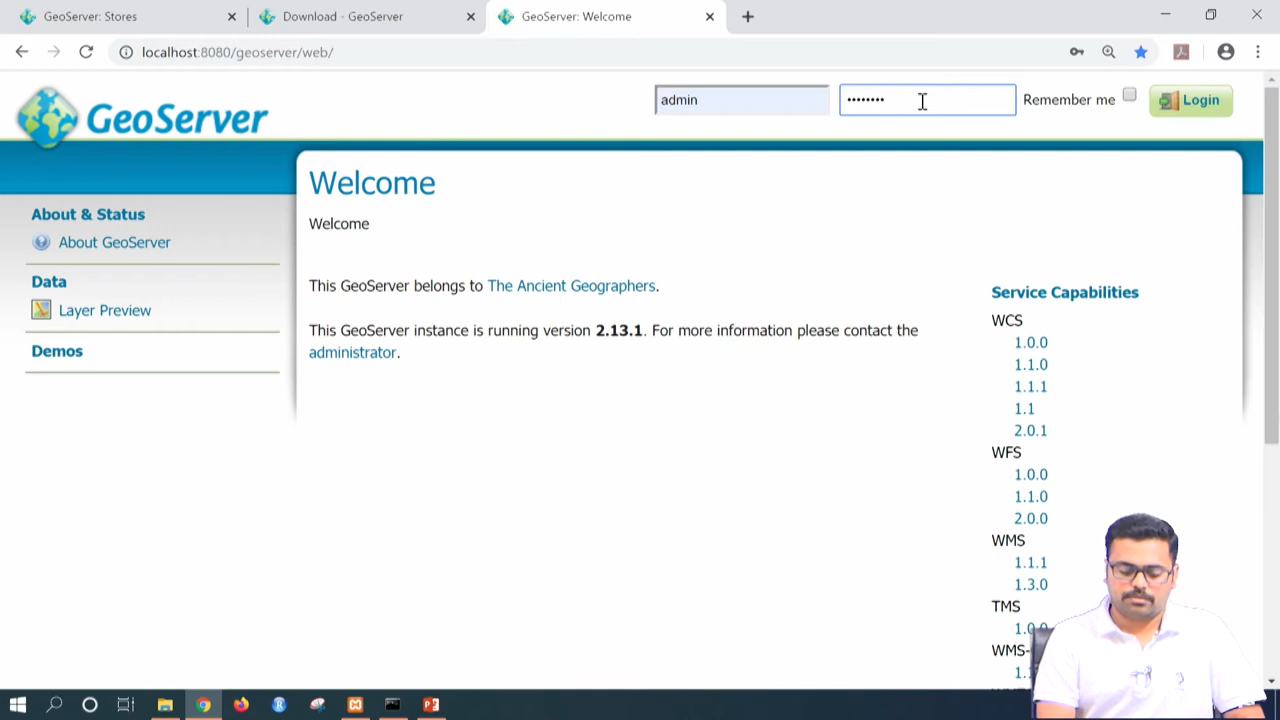 GeoServer: Stores
Download - GeoServer
GeoServer: Welcome
localhost:8080/geoserver/web/
GeoServer
admin
••••••••
Remember me
Login
Welcome
Welcome
About & Status
About GeoServer
Data
Layer Preview
Demos
This GeoServer belongs to The Ancient Geographers.
This GeoServer instance is running version 2.13.1. For more information please contact the
administrator.
Service Capabilities
WCS
1.0.0
1.1.0
1.1.1
1.1
2.0.1
WFS
1.0.0
1.1.0
2.0.0
WMS
1.1.1
1.3.0
TMS
WMS-